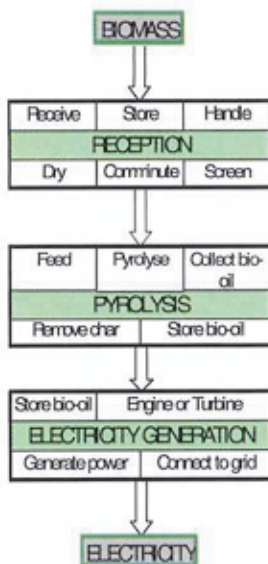 BIOMASS
Receive Store Handle
RECEPTION
Dry Comminute Screen
Feed Pyrolyse Collect bio-
oil
PYROLYSIS
Remove char Store bio-oil
Store bio-oil Engine or Turbine
ELECTRICITY GENERATION
Generate power Connect to grid
ELECTRICITY